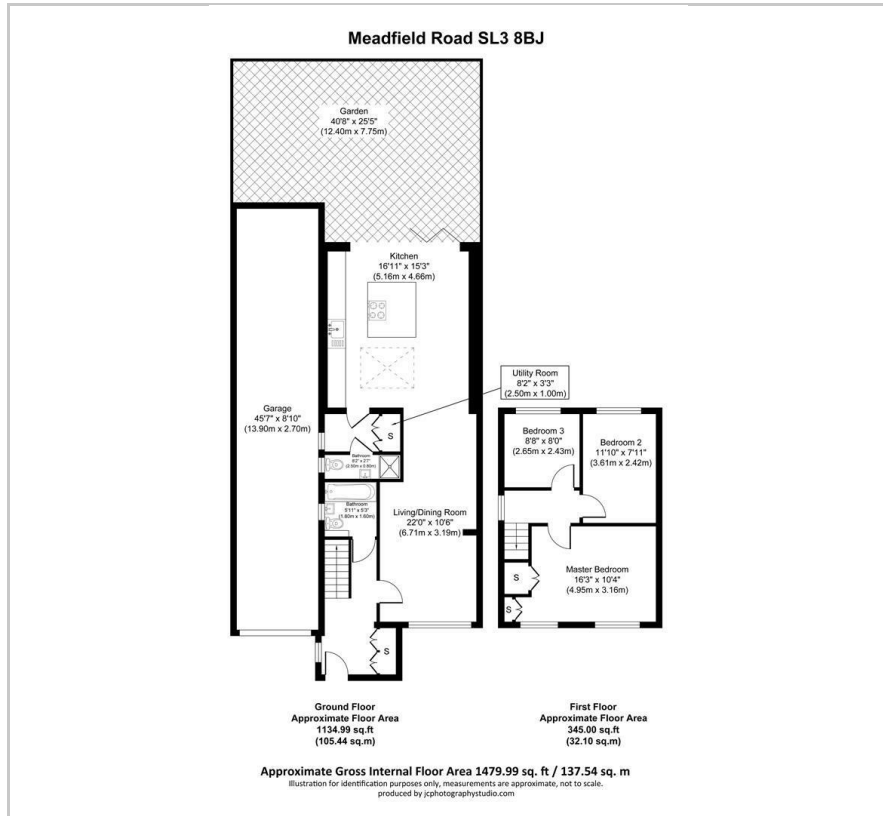 Meadfield Road SL3 8BJ
Garden
40'8" x 25'5"
(12.40m x 7.75m)
Kitchen
16'11" x 15'3"
(5.16m x 4.66m)
Utility Room
8'2" x 3'3"
(2.50m x 1.00m)
Garage
45'7" x 8'10"
(13.90m x 2.70m)
S
Bathroom
Bathroom
5'11" x 5'3"
(1.80m x 1.60m)
Living/Dining Room
22'0" x 10'6"
(6.71m x 3.19m)
S
Bedroom 3
8'8" x 8'0"
(2.65m x 2.43m)
Bedroom 2
11'10" x 7'11"
(3.61m x 2.42m)
Master Bedroom
16'3" x 10'4"
(4.95m x 3.16m)
S
S
Ground Floor
Approximate Floor Area
1134.99 sq.ft
(105.44 sq.m)
First Floor
Approximate Floor Area
345.00 sq.ft
(32.10 sq.m)
Approximate Gross Internal Floor Area 1479.99 sq. ft / 137.54 sq. m
Illustration for identification purposes only, measurements are approximate, not to scale.
produced by jcphotographystudio.com